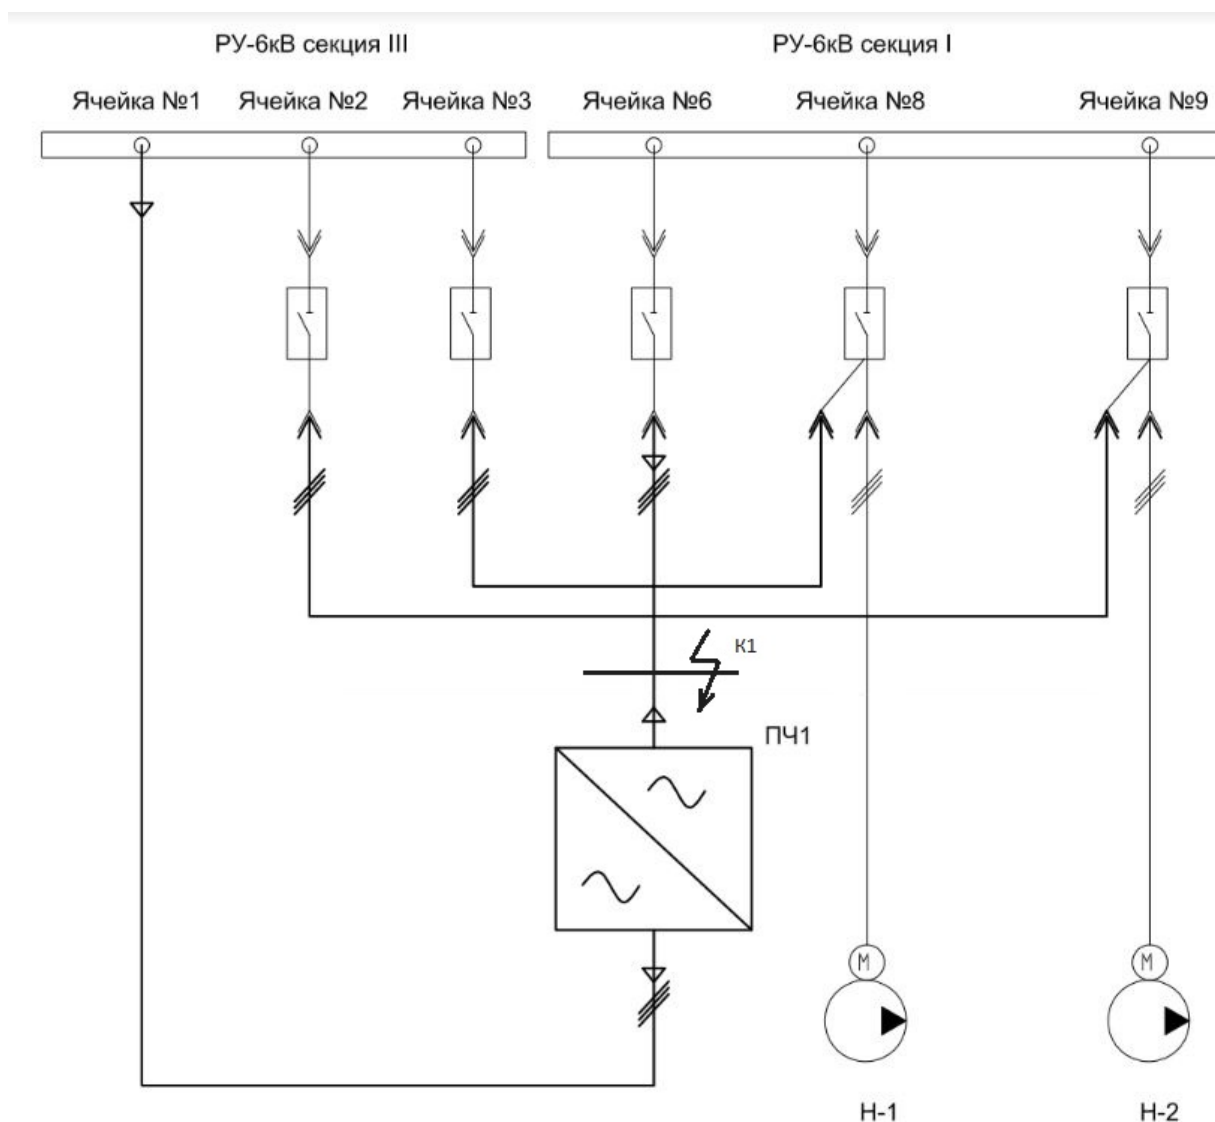 РУ-6кВ секция III
РУ-6кВ секция I
Ячейка №1
Ячейка №2
Ячейка №3
Ячейка №6
Ячейка №8
Ячейка №9
К1
ПЧ1
М
М
Н-1
Н-2